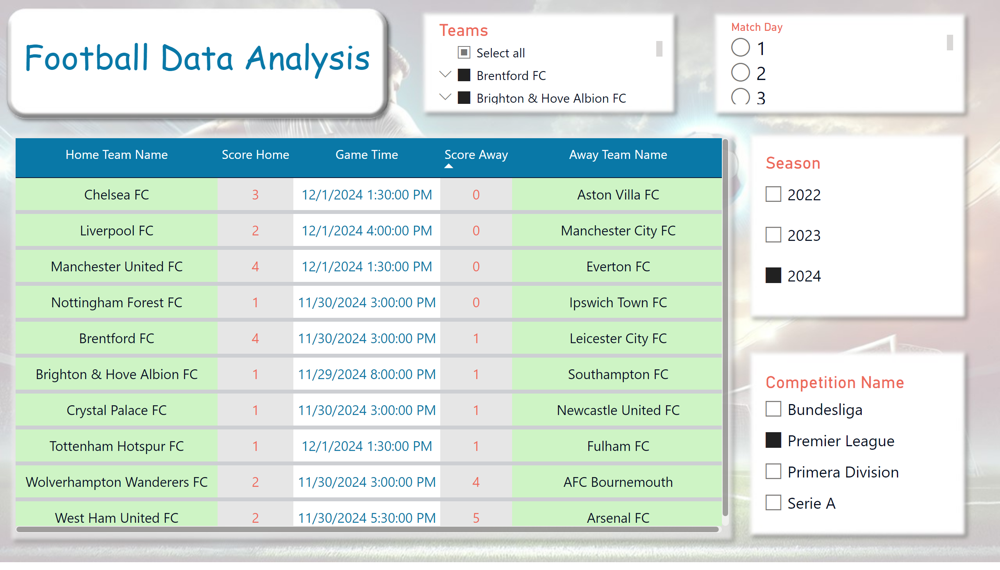 Football Data Analysis
Teams
Select all
Brentford FC
Brighton & Hove Albion FC
Match Day
1
2
3
Home Team Name Score Home Game Time Score Away Away Team Name
Chelsea FC 3 12/1/2024 1:30:00 PM 0 Aston Villa FC
Liverpool FC 2 12/1/2024 4:00:00 PM 0 Manchester City FC
Manchester United FC 4 12/1/2024 1:30:00 PM 0 Everton FC
Nottingham Forest FC 1 11/30/2024 3:00:00 PM 0 Ipswich Town FC
Brentford FC 4 11/30/2024 3:00:00 PM 1 Leicester City FC
Brighton & Hove Albion FC 1 11/29/2024 8:00:00 PM 1 Southampton FC
Crystal Palace FC 1 11/30/2024 3:00:00 PM 1 Newcastle United FC
Tottenham Hotspur FC 1 12/1/2024 1:30:00 PM 1 Fulham FC
Wolverhampton Wanderers FC 2 11/30/2024 3:00:00 PM 4 AFC Bournemouth
West Ham United FC 2 11/30/2024 5:30:00 PM 5 Arsenal FC
Season
2022
2023
2024
Competition Name
Bundesliga
Premier League
Primera Division
Serie A